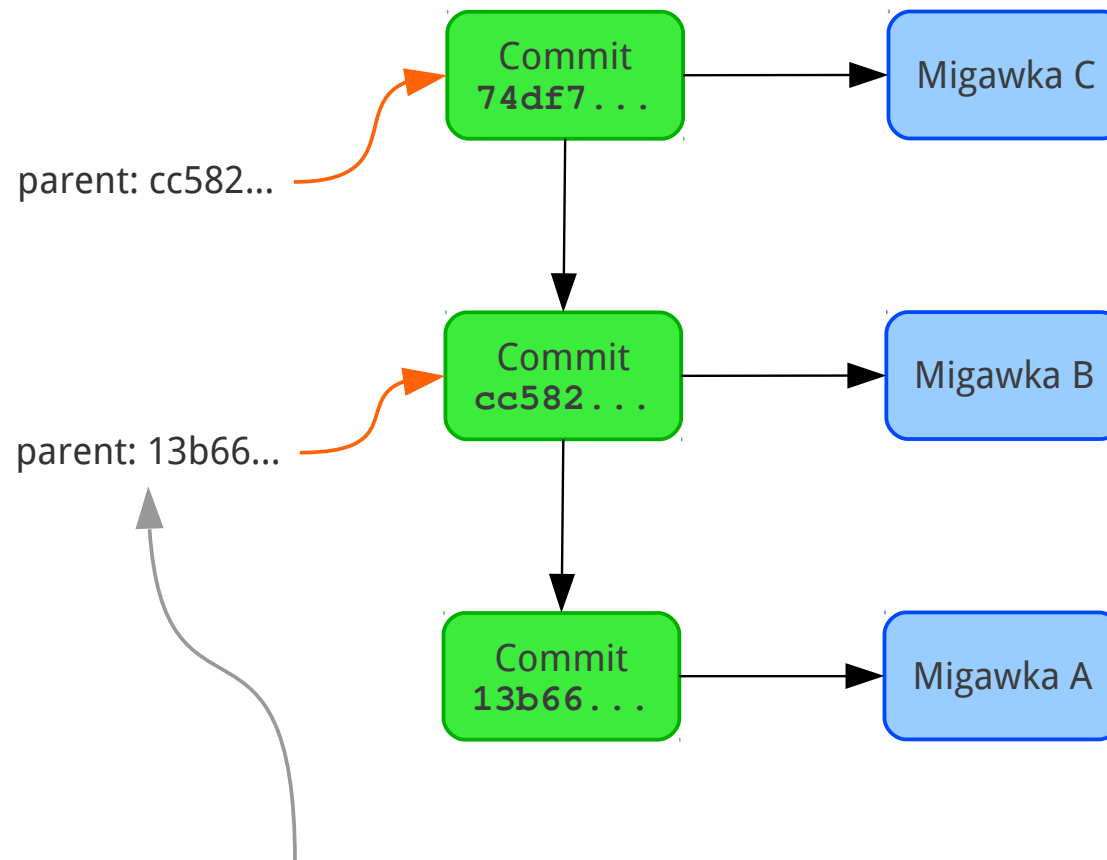 Commit
74df7...
Migawka C
parent: cc582...
Commit
cc582...
Migawka B
parent: 13b66...
Commit
13b66...
Migawka A